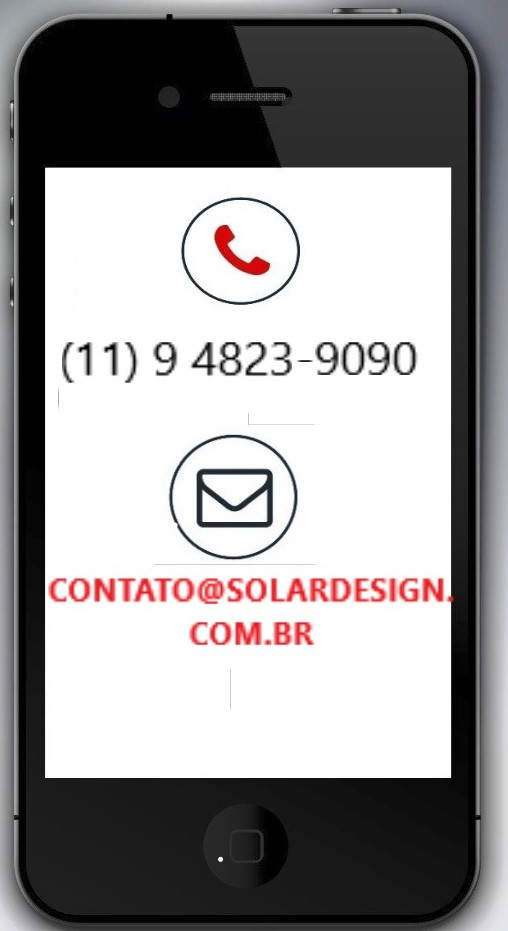 (11) 9 4823-9090
CONTATO@SOLARDESIGN.
COM.BR